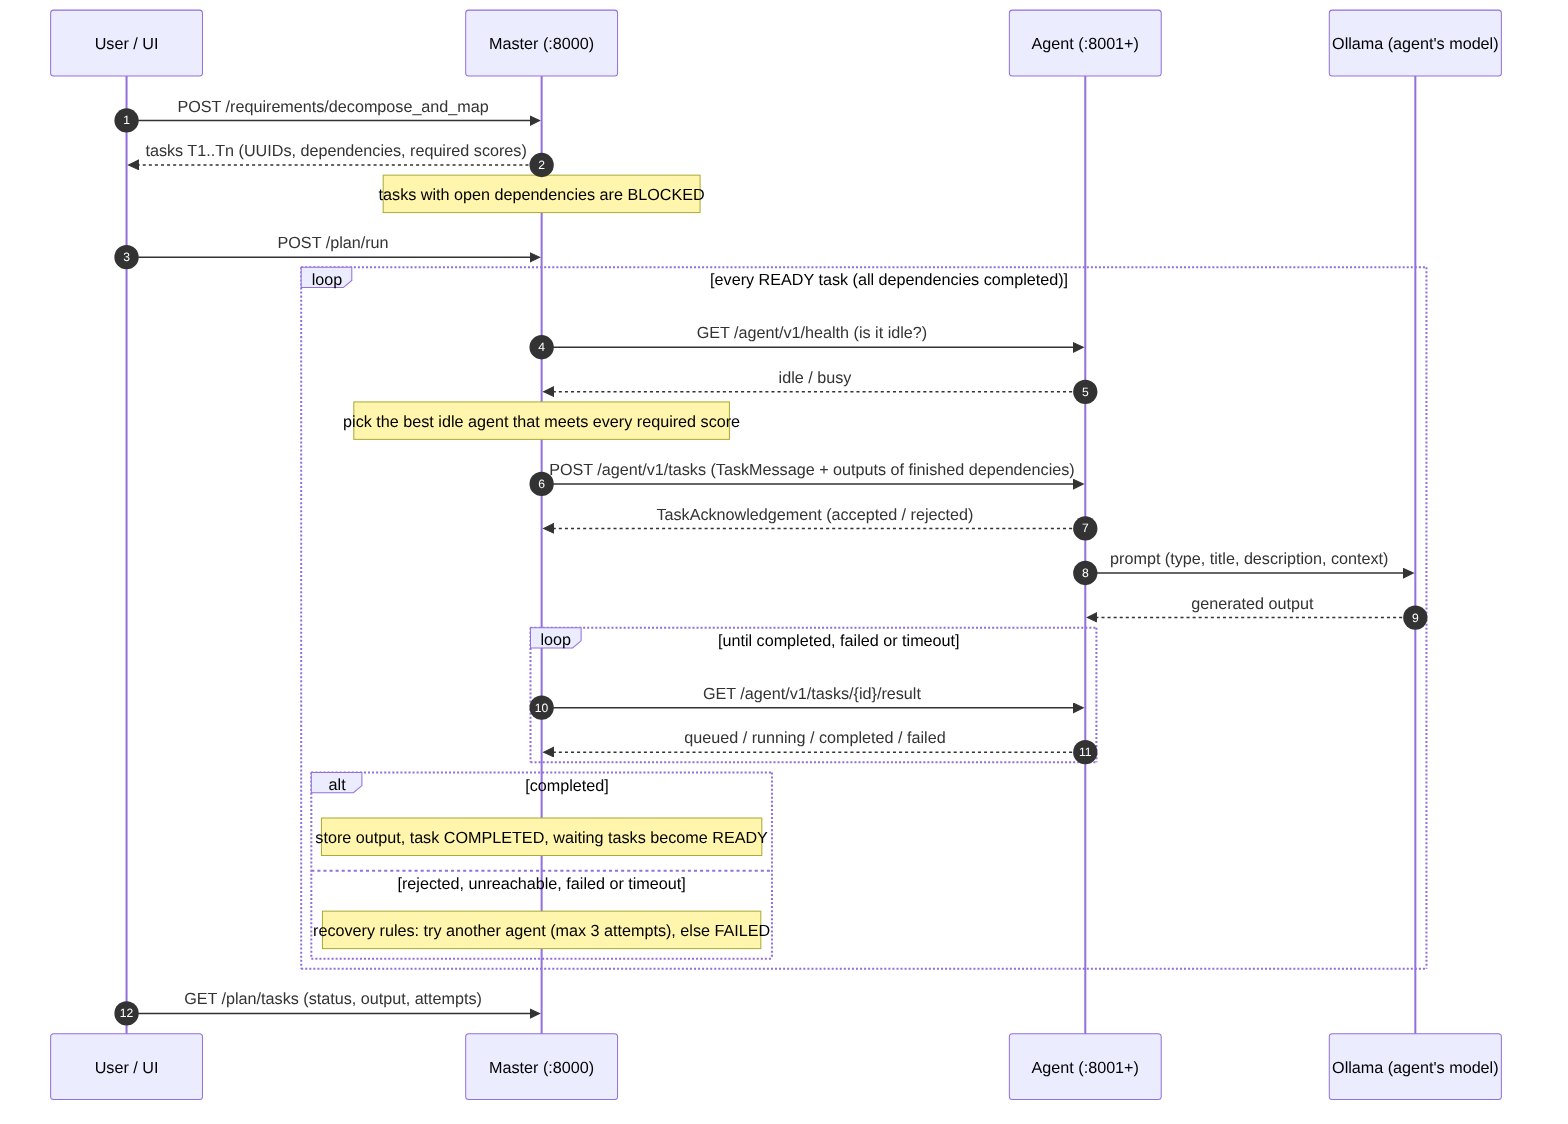 User / UI
Master (:8000)
Agent (:8001+)
Ollama (agent's model)
1
POST /requirements/decompose_and_map
tasks T1..Tn (UUIDs, dependencies, required scores)
2
tasks with open dependencies are BLOCKED
3
POST /plan/run
loop
[every READY task (all dependencies completed)]
4
GET /agent/v1/health (is it idle?)
idle / busy
5
pick the best idle agent that meets every required score
6
POST /agent/v1/tasks (TaskMessage + outputs of finished dependencies)
TaskAcknowledgement (accepted / rejected)
7
8
prompt (type, title, description, context)
generated output
9
loop
[until completed, failed or timeout]
10
GET /agent/v1/tasks/{id}/result
queued / running / completed / failed
11
alt
[completed]
store output, task COMPLETED, waiting tasks become READY
[rejected, unreachable, failed or timeout]
recovery rules: try another agent (max 3 attempts), else FAILED
12
GET /plan/tasks (status, output, attempts)
User / UI
Master (:8000)
Agent (:8001+)
Ollama (agent's model)